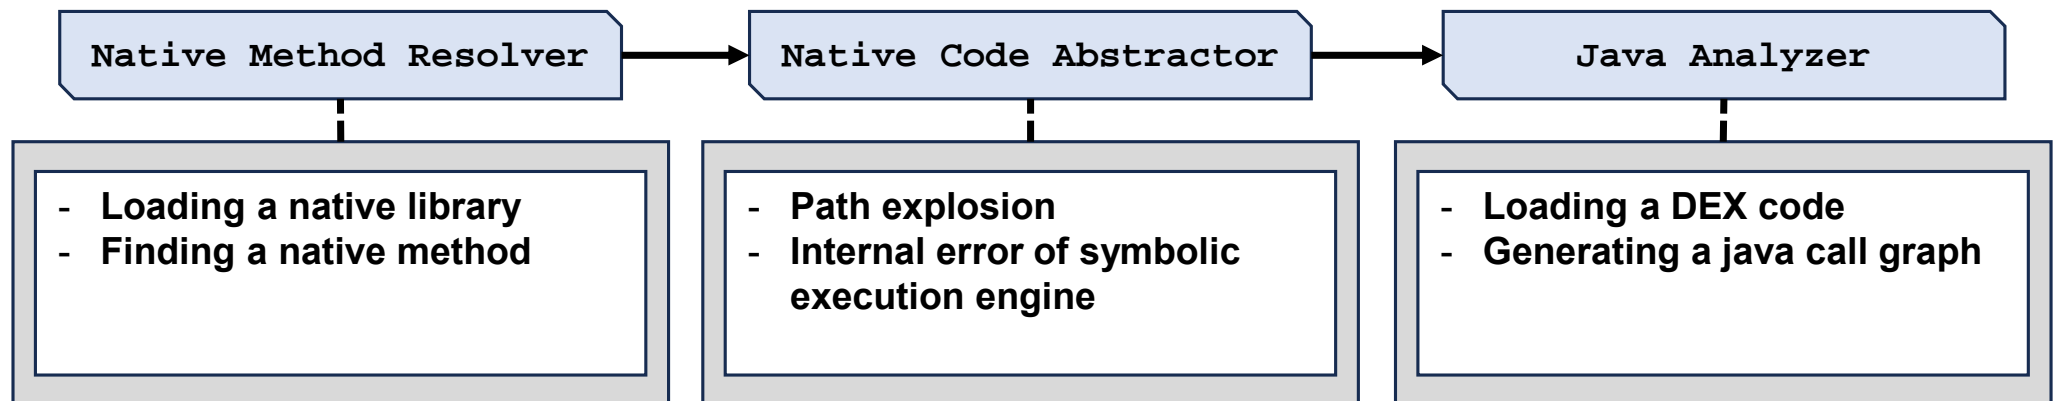 Native Method Resolver
Native Code Abstractor
Java Analyzer
- Loading a native library
- Finding a native method
- Path explosion
- Internal error of symbolic
execution engine
- Loading a DEX code
- Generating a java call graph